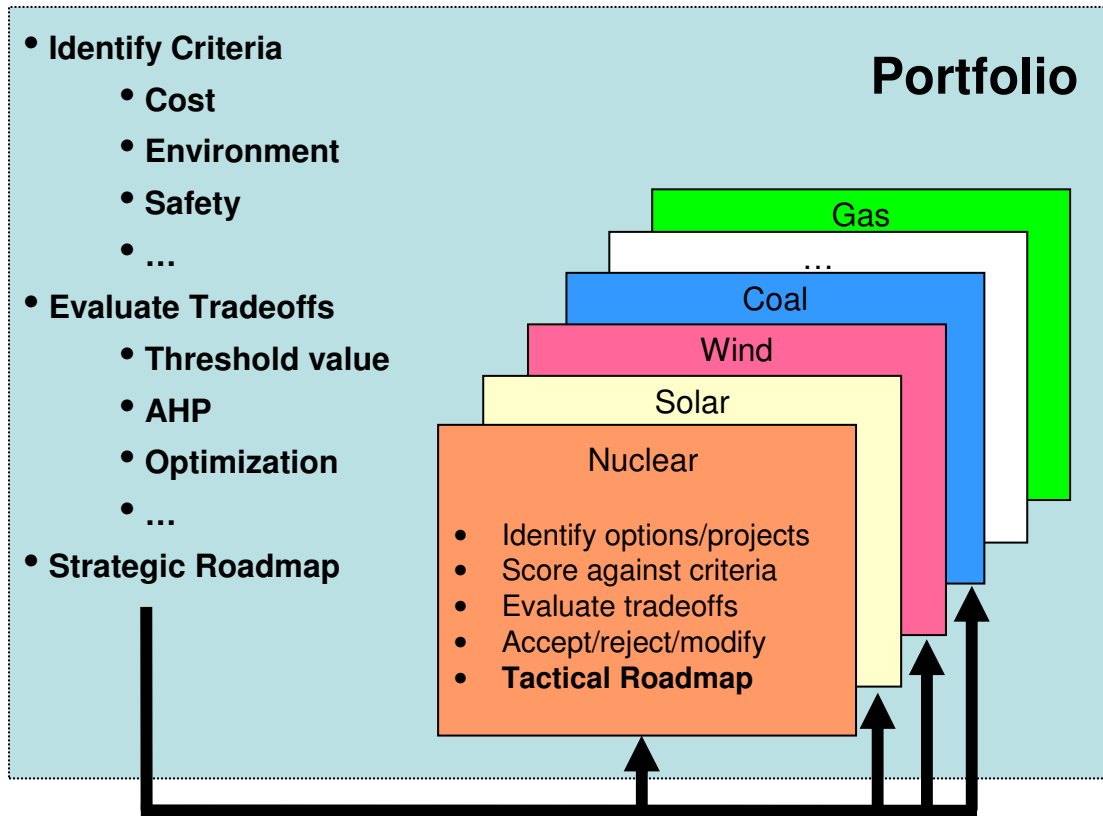 • Identify Criteria
• Cost
• Environment
• Safety
• ...
• Evaluate Tradeoffs
• Threshold value
• AHP
• Optimization
• ...
• Strategic Roadmap
Portfolio
Gas
...
Coal
Wind
Solar
Nuclear
• Identify options/projects
• Score against criteria
• Evaluate tradeoffs
• Accept/reject/modify
• Tactical Roadmap